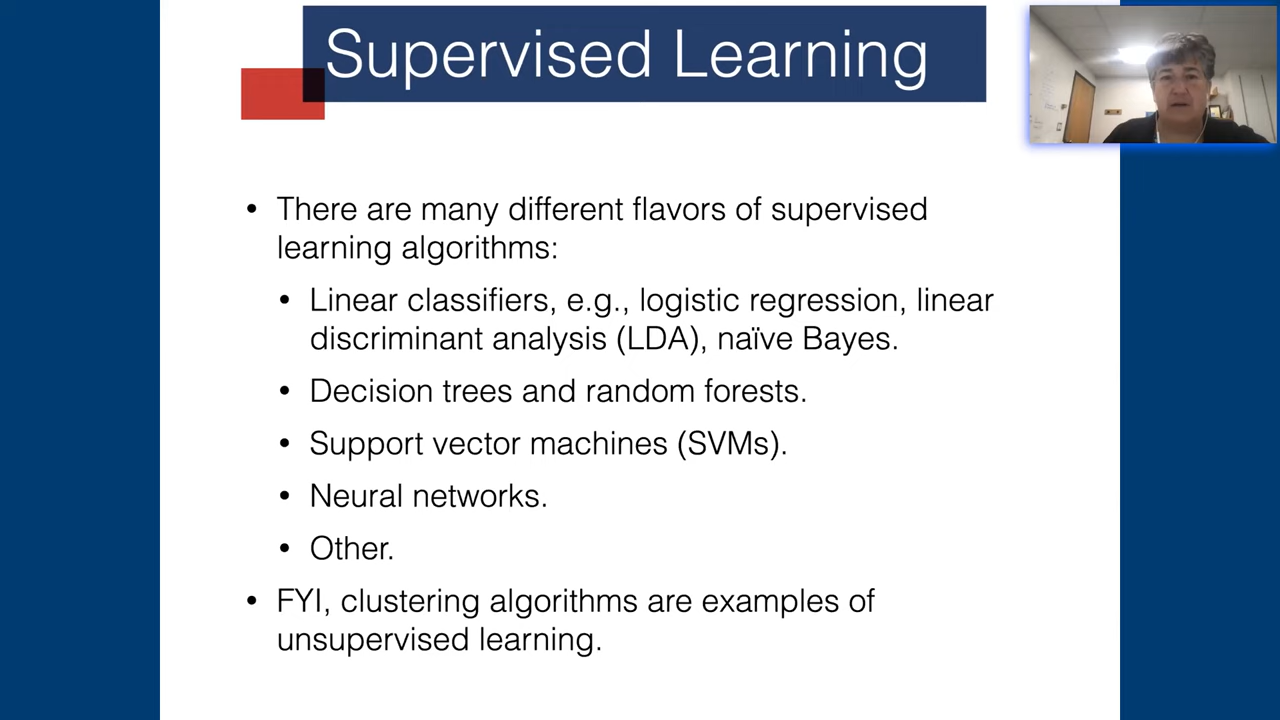 Supervised Learning
• There are many different flavors of supervised
learning algorithms:
• Linear classifiers, e.g., logistic regression, linear
discriminant analysis (LDA), naïve Bayes.
• Decision trees and random forests.
• Support vector machines (SVMs).
• Neural networks.
• Other.
• FYI, clustering algorithms are examples of
unsupervised learning.